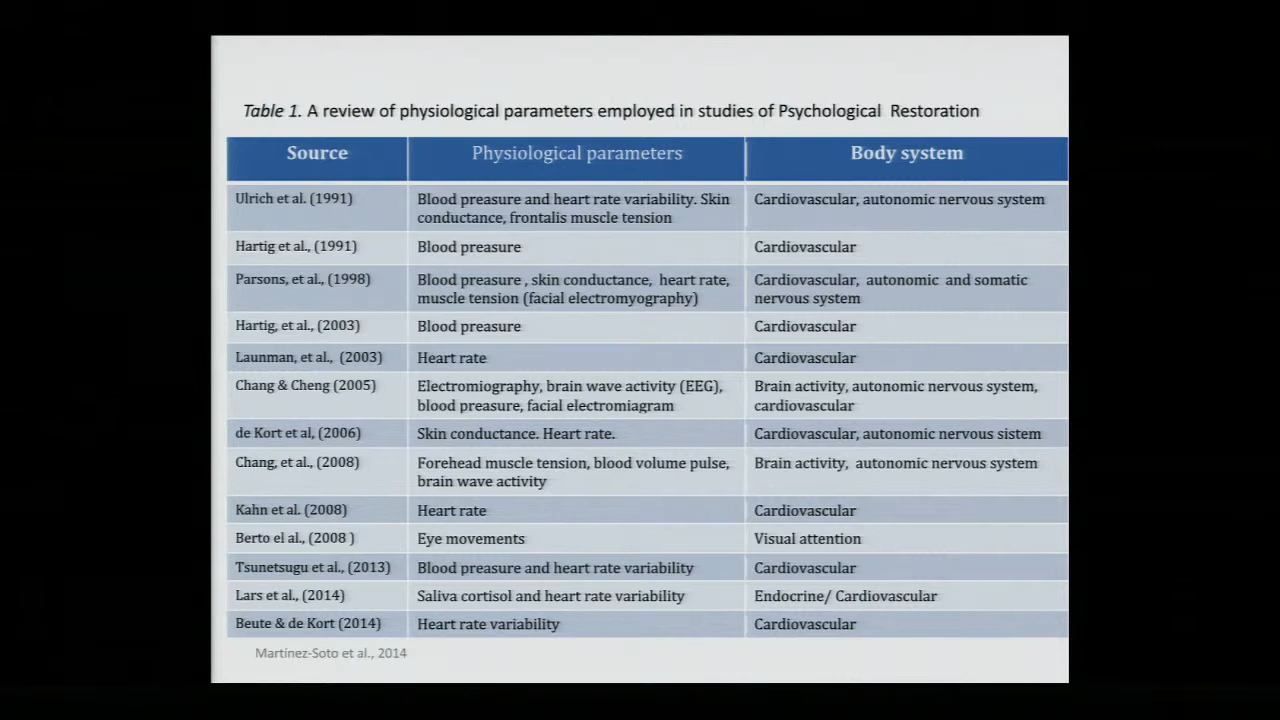 Table 1. A review of physiological parameters employed in studies of Psychological Restoration
Source Physiological parameters Body system
Ulrich et al. (1991) Blood preasure and heart rate variability. Skin Cardiovascular, autonomic nervous system
conductance, frontalis muscle tension
Hartig et al., (1991) Blood preasure Cardiovascular
Parsons, et al., (1998) Blood preasure , skin conductance, heart rate, Cardiovascular, autonomic and somatic
muscle tension (facial electromyography) nervous system
Hartig, et al., (2003) Blood preasure Cardiovascular
Launman, et al., (2003) Heart rate Cardiovascular
Chang & Cheng (2005) Electromiography, brain wave activity (EEG), Brain activity, autonomic nervous system,
blood preasure, facial electromiagram cardiovascular
de Kort et al, (2006) Skin conductance. Heart rate. Cardiovascular, autonomic nervous sistem
Chang, et al., (2008) Forehead muscle tension, blood volume pulse, Brain activity, autonomic nervous system
brain wave activity
Kahn et al. (2008) Heart rate Cardiovascular
Berto el al., (2008 ) Eye movements Visual attention
Tsunetsugu et al., (2013) Blood preasure and heart rate variability Cardiovascular
Lars et al., (2014) Saliva cortisol and heart rate variability Endocrine/ Cardiovascular
Beute & de Kort (2014) Heart rate variability Cardiovascular
Martínez-Soto et al., 2014